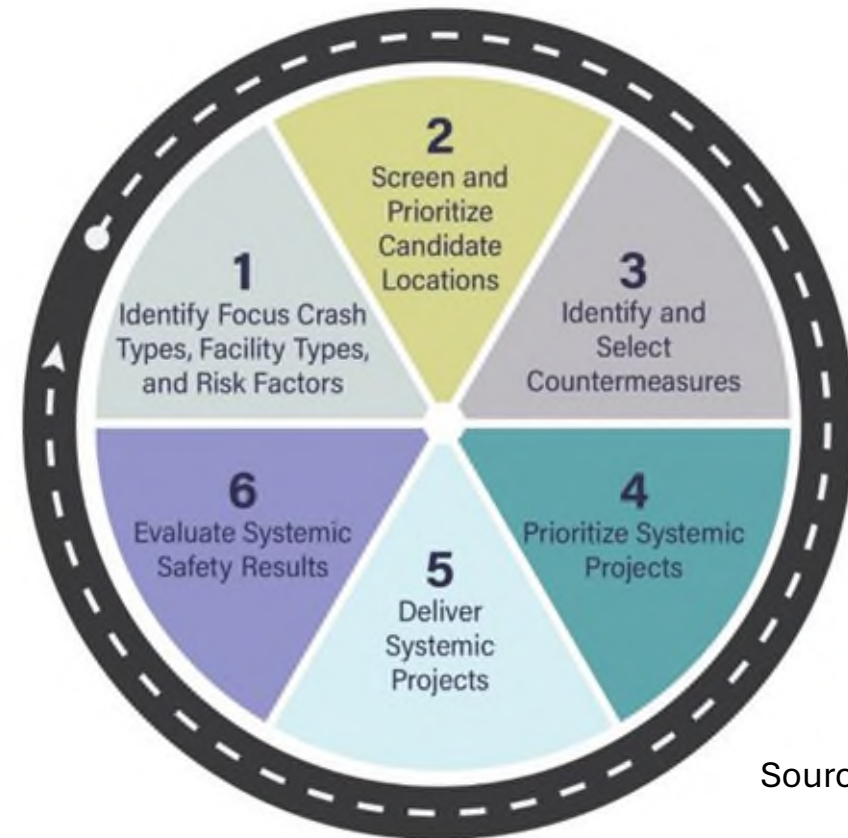 1
Identify Focus Crash
Types, Facility Types,
and Risk Factors
2
Screen and
Prioritize
Candidate
Locations
3
Identify and
Select
Countermeasures
4
Prioritize Systemic
Projects
5
Deliver
Systemic
Projects
6
Evaluate Systemic
Safety Results